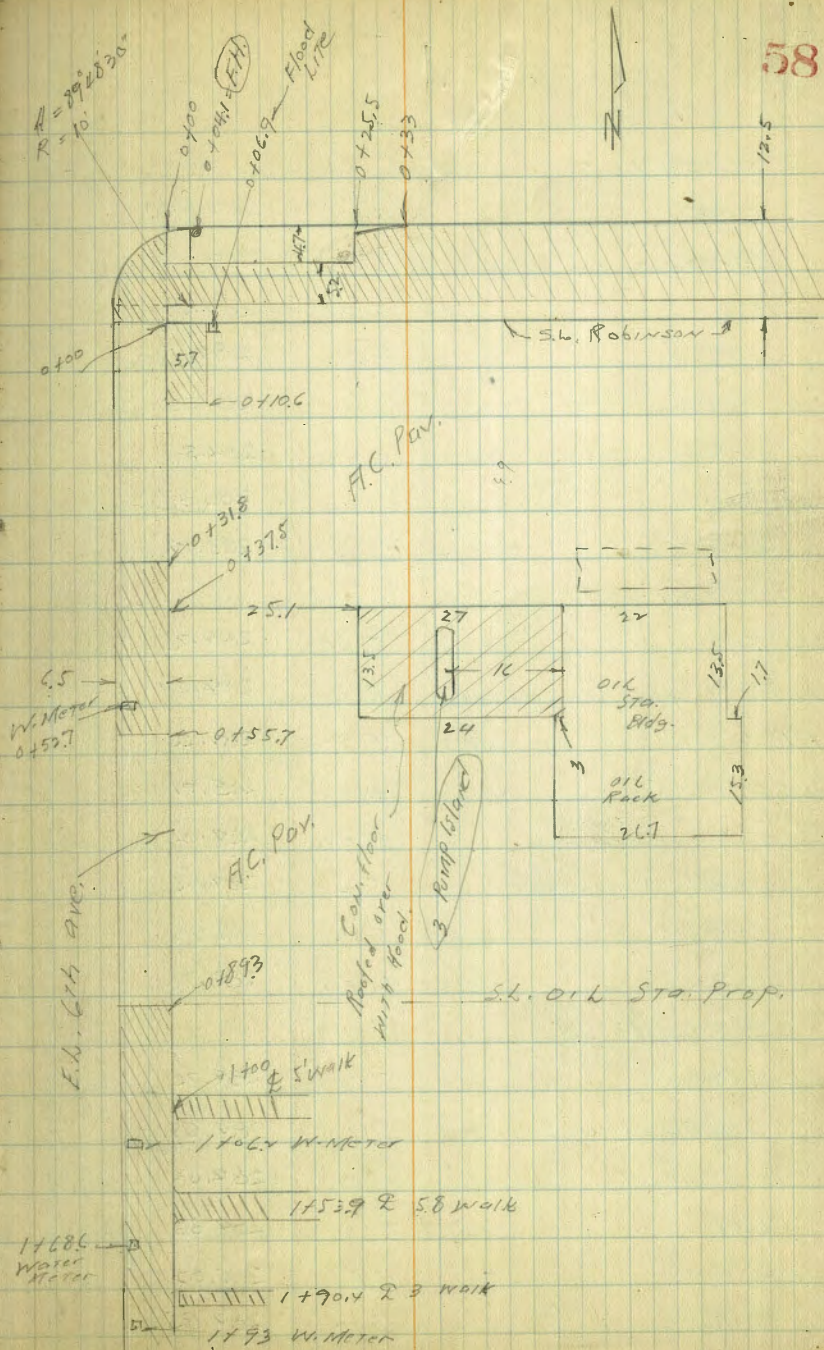 58
Δ = 89°48'30"
R = 10'
0+00
0+04.1 = F.H.
0+06.9 Flood Lite
0+25.5
0+33
N
12.5
4.7
5.2
S.L. Robinson
0+00
5.7
0+10.6
A.C. Pav.
0+31.8
0+37.5
25.1
27
22
13.5
16
13.5
1.7
6.5
W. Meter
0+52.7
OIL
STA.
Bldg.
0+55.7
24
3
OIL
Rack
15.3
26.7
A.C. Pav.
Con. Floor
Roofed over
With Hood.
3 Pump Island
E.L. 6th Ave.
0+89.3
S.L. OIL STA. Prop.
1+00 ℄ 5' Walk
1+06.2 W-Meter
1+53.9 ℄ 5.8 Walk
1+68.6
Water
Meter
1+90.4 ℄ 3 Walk
1+93 W. Meter